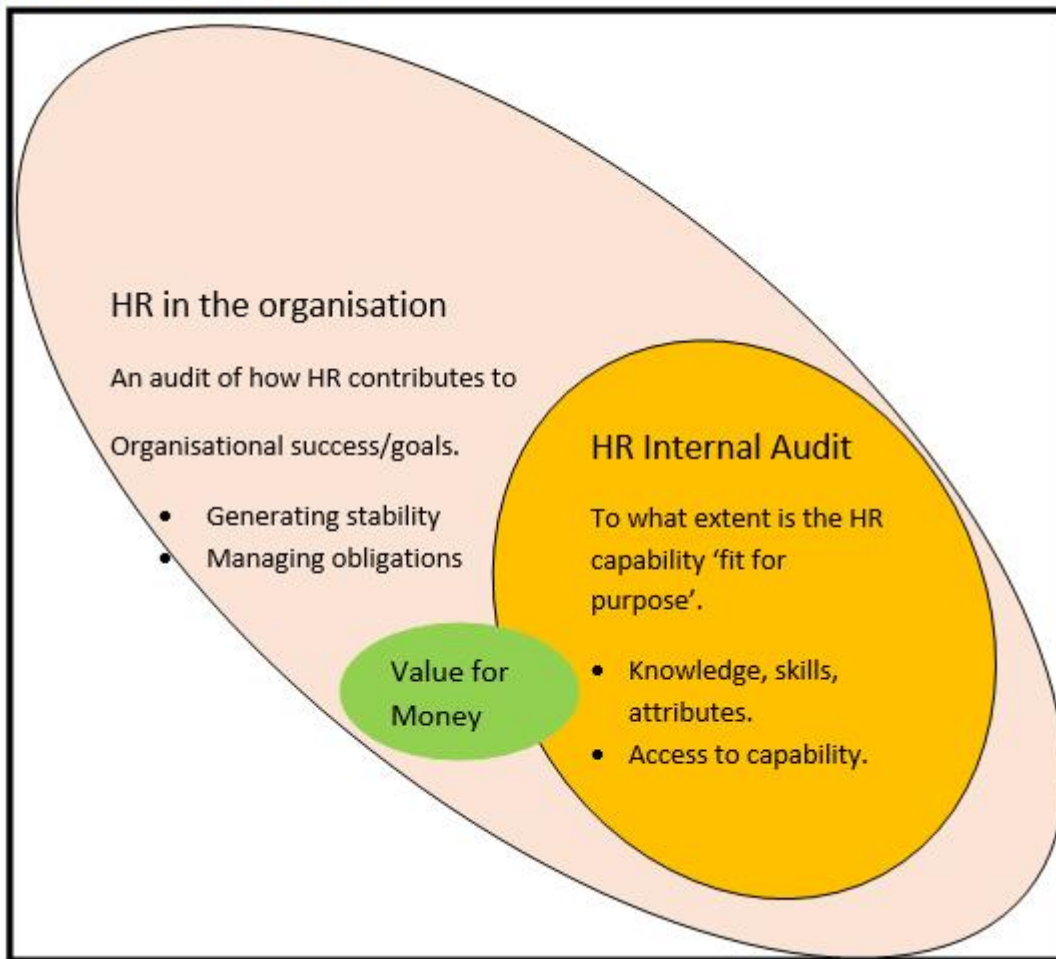 HR in the organisation
An audit of how HR contributes to
Organisational success/goals.
• Generating stability
• Managing obligations
HR Internal Audit
To what extent is the HR
capability ‘fit for
purpose’.
• Knowledge, skills,
attributes.
• Access to capability.
Value for
Money